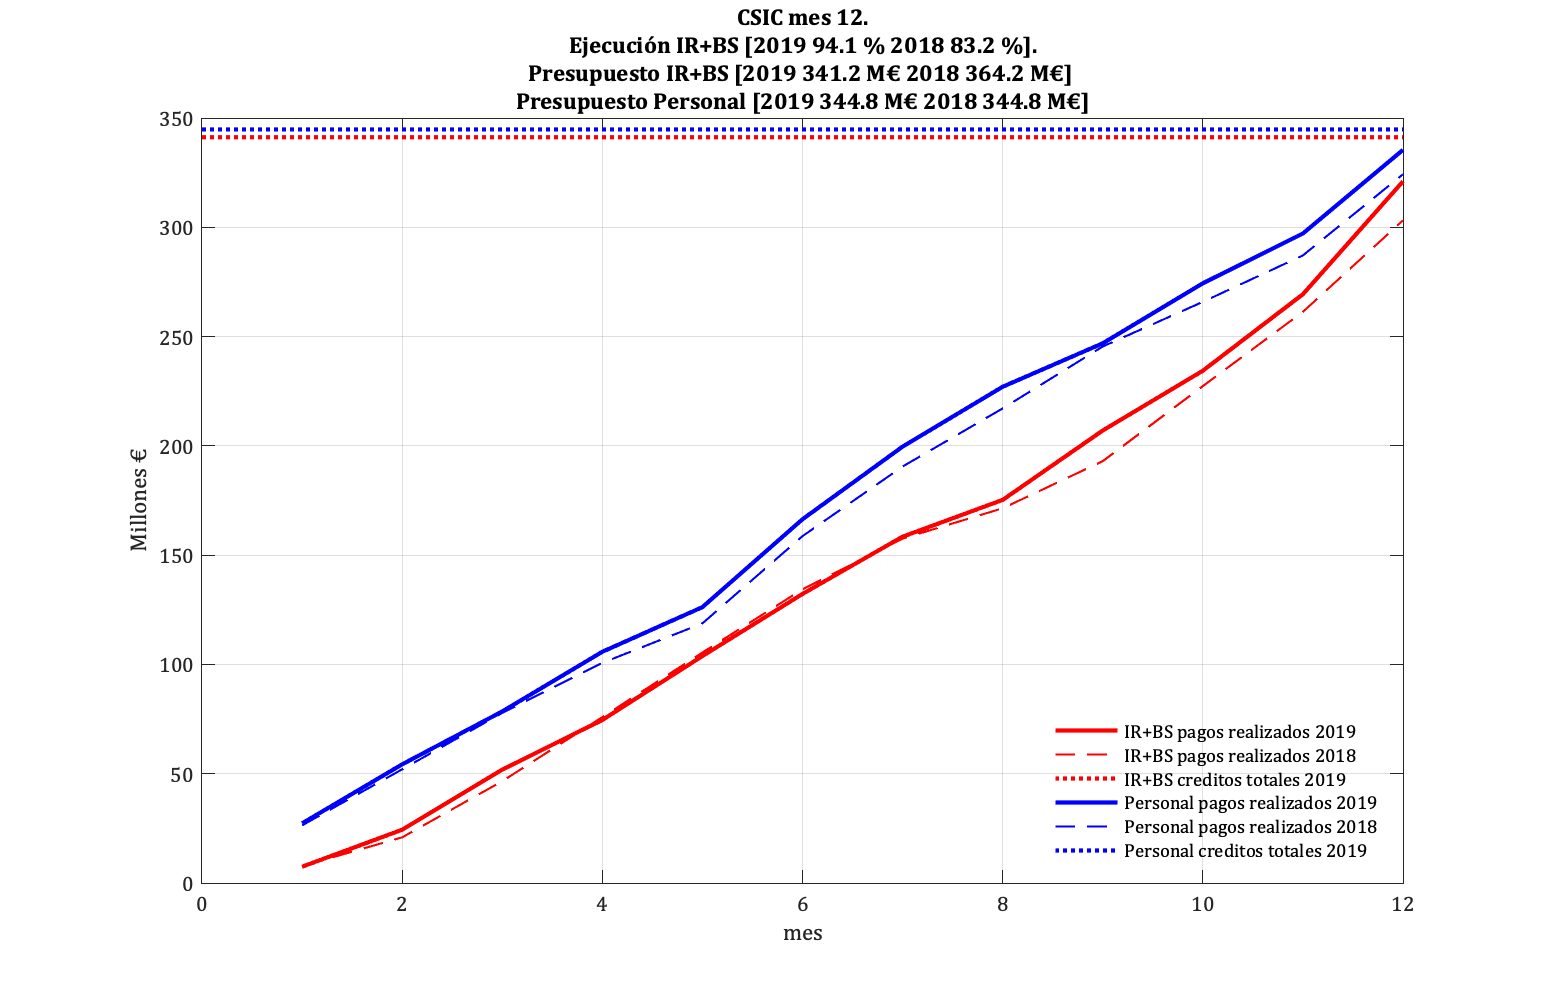 CSIC mes 12.
Ejecución IR+BS [2019 94.1 % 2018 83.2 %].
Presupuesto IR+BS [2019 341.2 M€ 2018 364.2 M€]
Presupuesto Personal [2019 344.8 M€ 2018 344.8 M€]
350
300
250
200
150
100
50
0
Millones €
0 2 4 6 8 10 12
mes
IR+BS pagos realizados 2019
IR+BS pagos realizados 2018
IR+BS creditos totales 2019
Personal pagos realizados 2019
Personal pagos realizados 2018
Personal creditos totales 2019